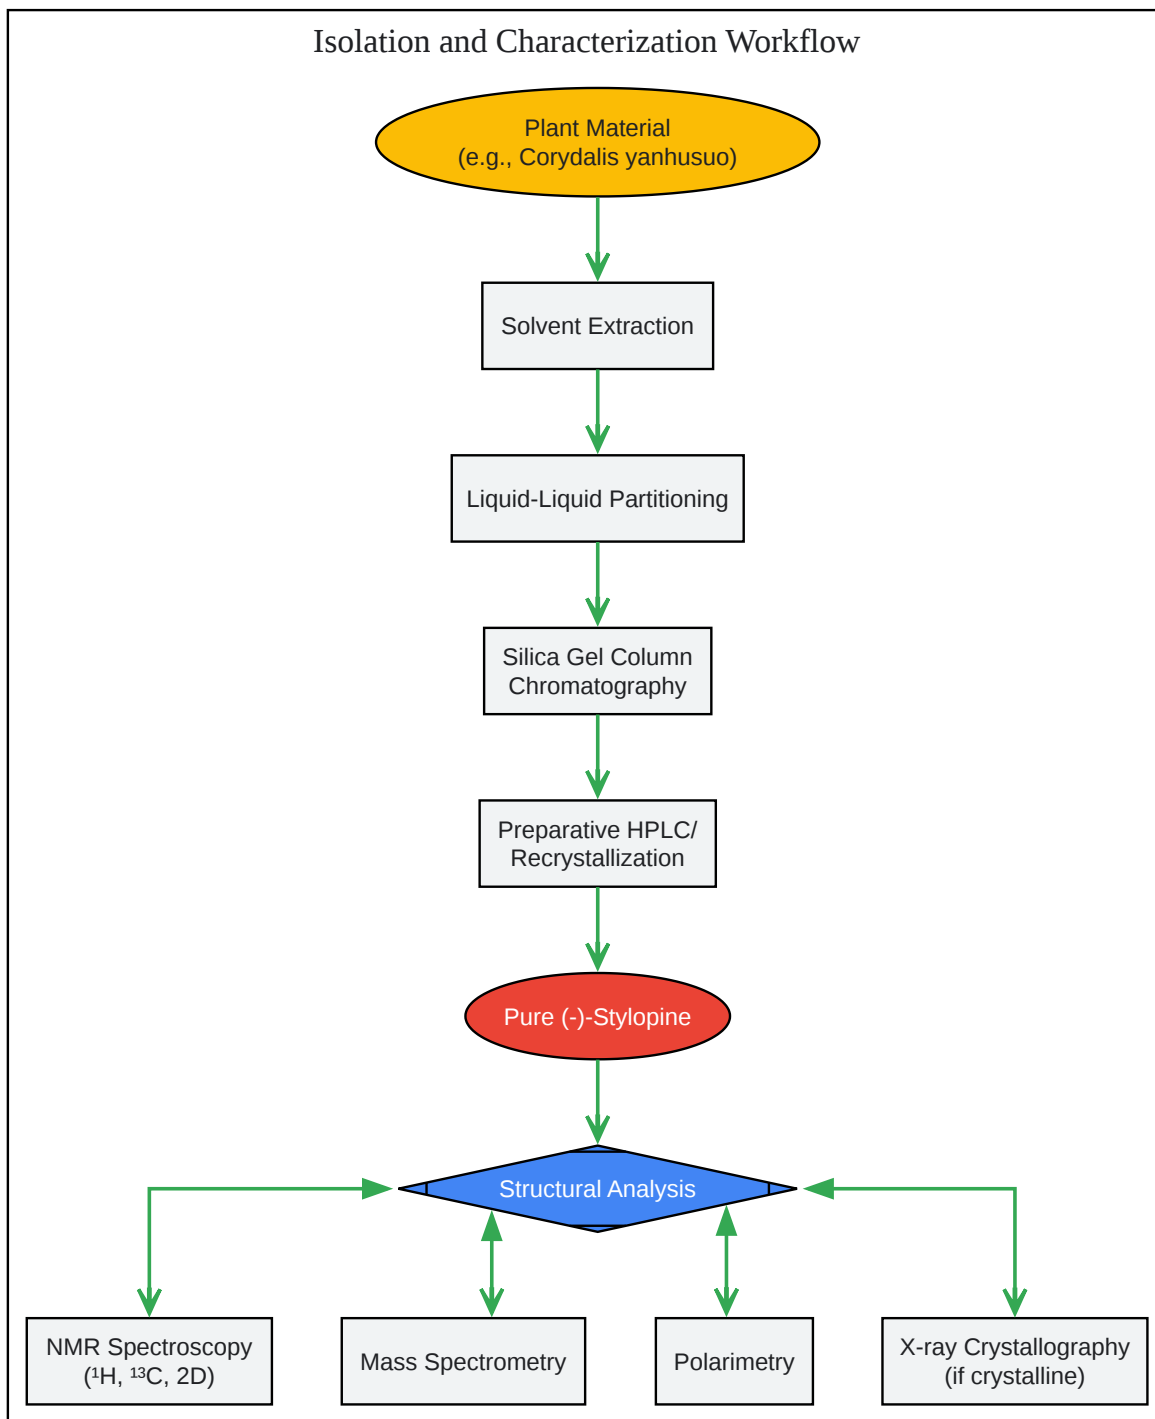 Isolation and Characterization Workflow
Plant Material
(e.g., Corydalis yanhusuo)
Solvent Extraction
Liquid-Liquid Partitioning
Silica Gel Column
Chromatography
Preparative HPLC/
Recrystallization
Pure (-)-Stylopine
Structural Analysis
NMR Spectroscopy
(¹H, ¹³C, 2D)
Mass Spectrometry
Polarimetry
X-ray Crystallography
(if crystalline)